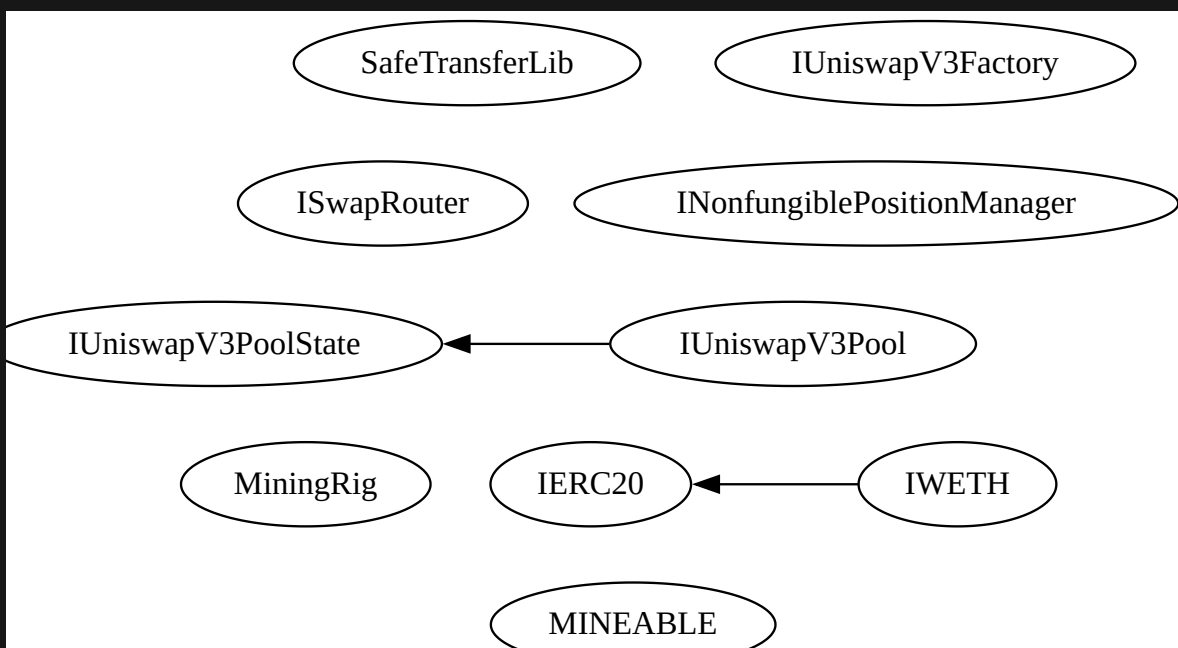 SafeTransferLib IUniswapV3Factory
ISwapRouter INonfungiblePositionManager
IUniswapV3PoolState IUniswapV3Pool
MiningRig IERC20 IWETH
MINEABLE